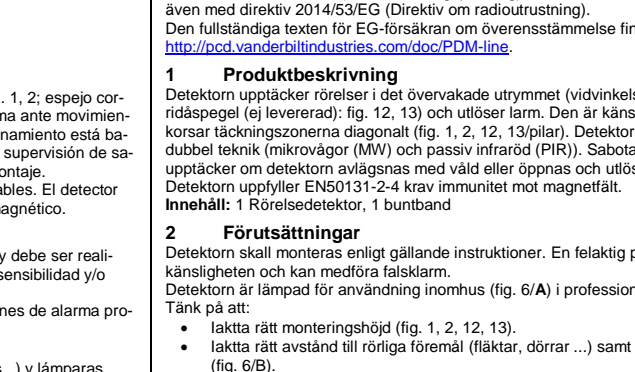 . 1, 2; espejo cor-
ma ante movimien-
namiento está ba-
supervisión de sa-
ontaje.
ables. El detector
agnético.
y debe ser reali-
sensibilidad y/o
nes de alarma pro-
...) y lámparas
även med direktiv 2014/53/EG (Direktiv om radioutrustning).
Den fullständiga texten för EG-försäkran om överensstämmelse fin
http://pcd.vanderbiltindustries.com/doc/PDM-line.
1 Produktbeskrivning
Detektorn upptäcker rörelser i det övervakade utrymmet (vidvinkels
ridåspegel (ej levererad): fig. 12, 13) och utlöser larm. Den är käns
korsar täckningszonerna diagonalt (fig. 1, 2, 12, 13/pilar). Detektor
dubbel teknik (mikrovågor (MW) och passiv infraröd (PIR)). Sabota
upptäcker om detektorn avlägsnas med våld eller öppnas och utlös
Detektorn uppfyller EN50131-2-4 krav immunitet mot magnetfält.
Innehåll: 1 Rörelsedetektor, 1 buntband
2 Förutsättningar
Detektorn skall monteras enligt gällande instruktioner. En felaktig p
känsligheten och kan medföra falsklarm.
Detektorn är lämpad för användning inomhus (fig. 6/A) i profession
Tänk på att:
• Iaktta rätt monteringshöjd (fig. 1, 2, 12, 13).
• Iaktta rätt avstånd till rörliga föremål (fläktar, dörrar ...) samt
(fig. 6/B).